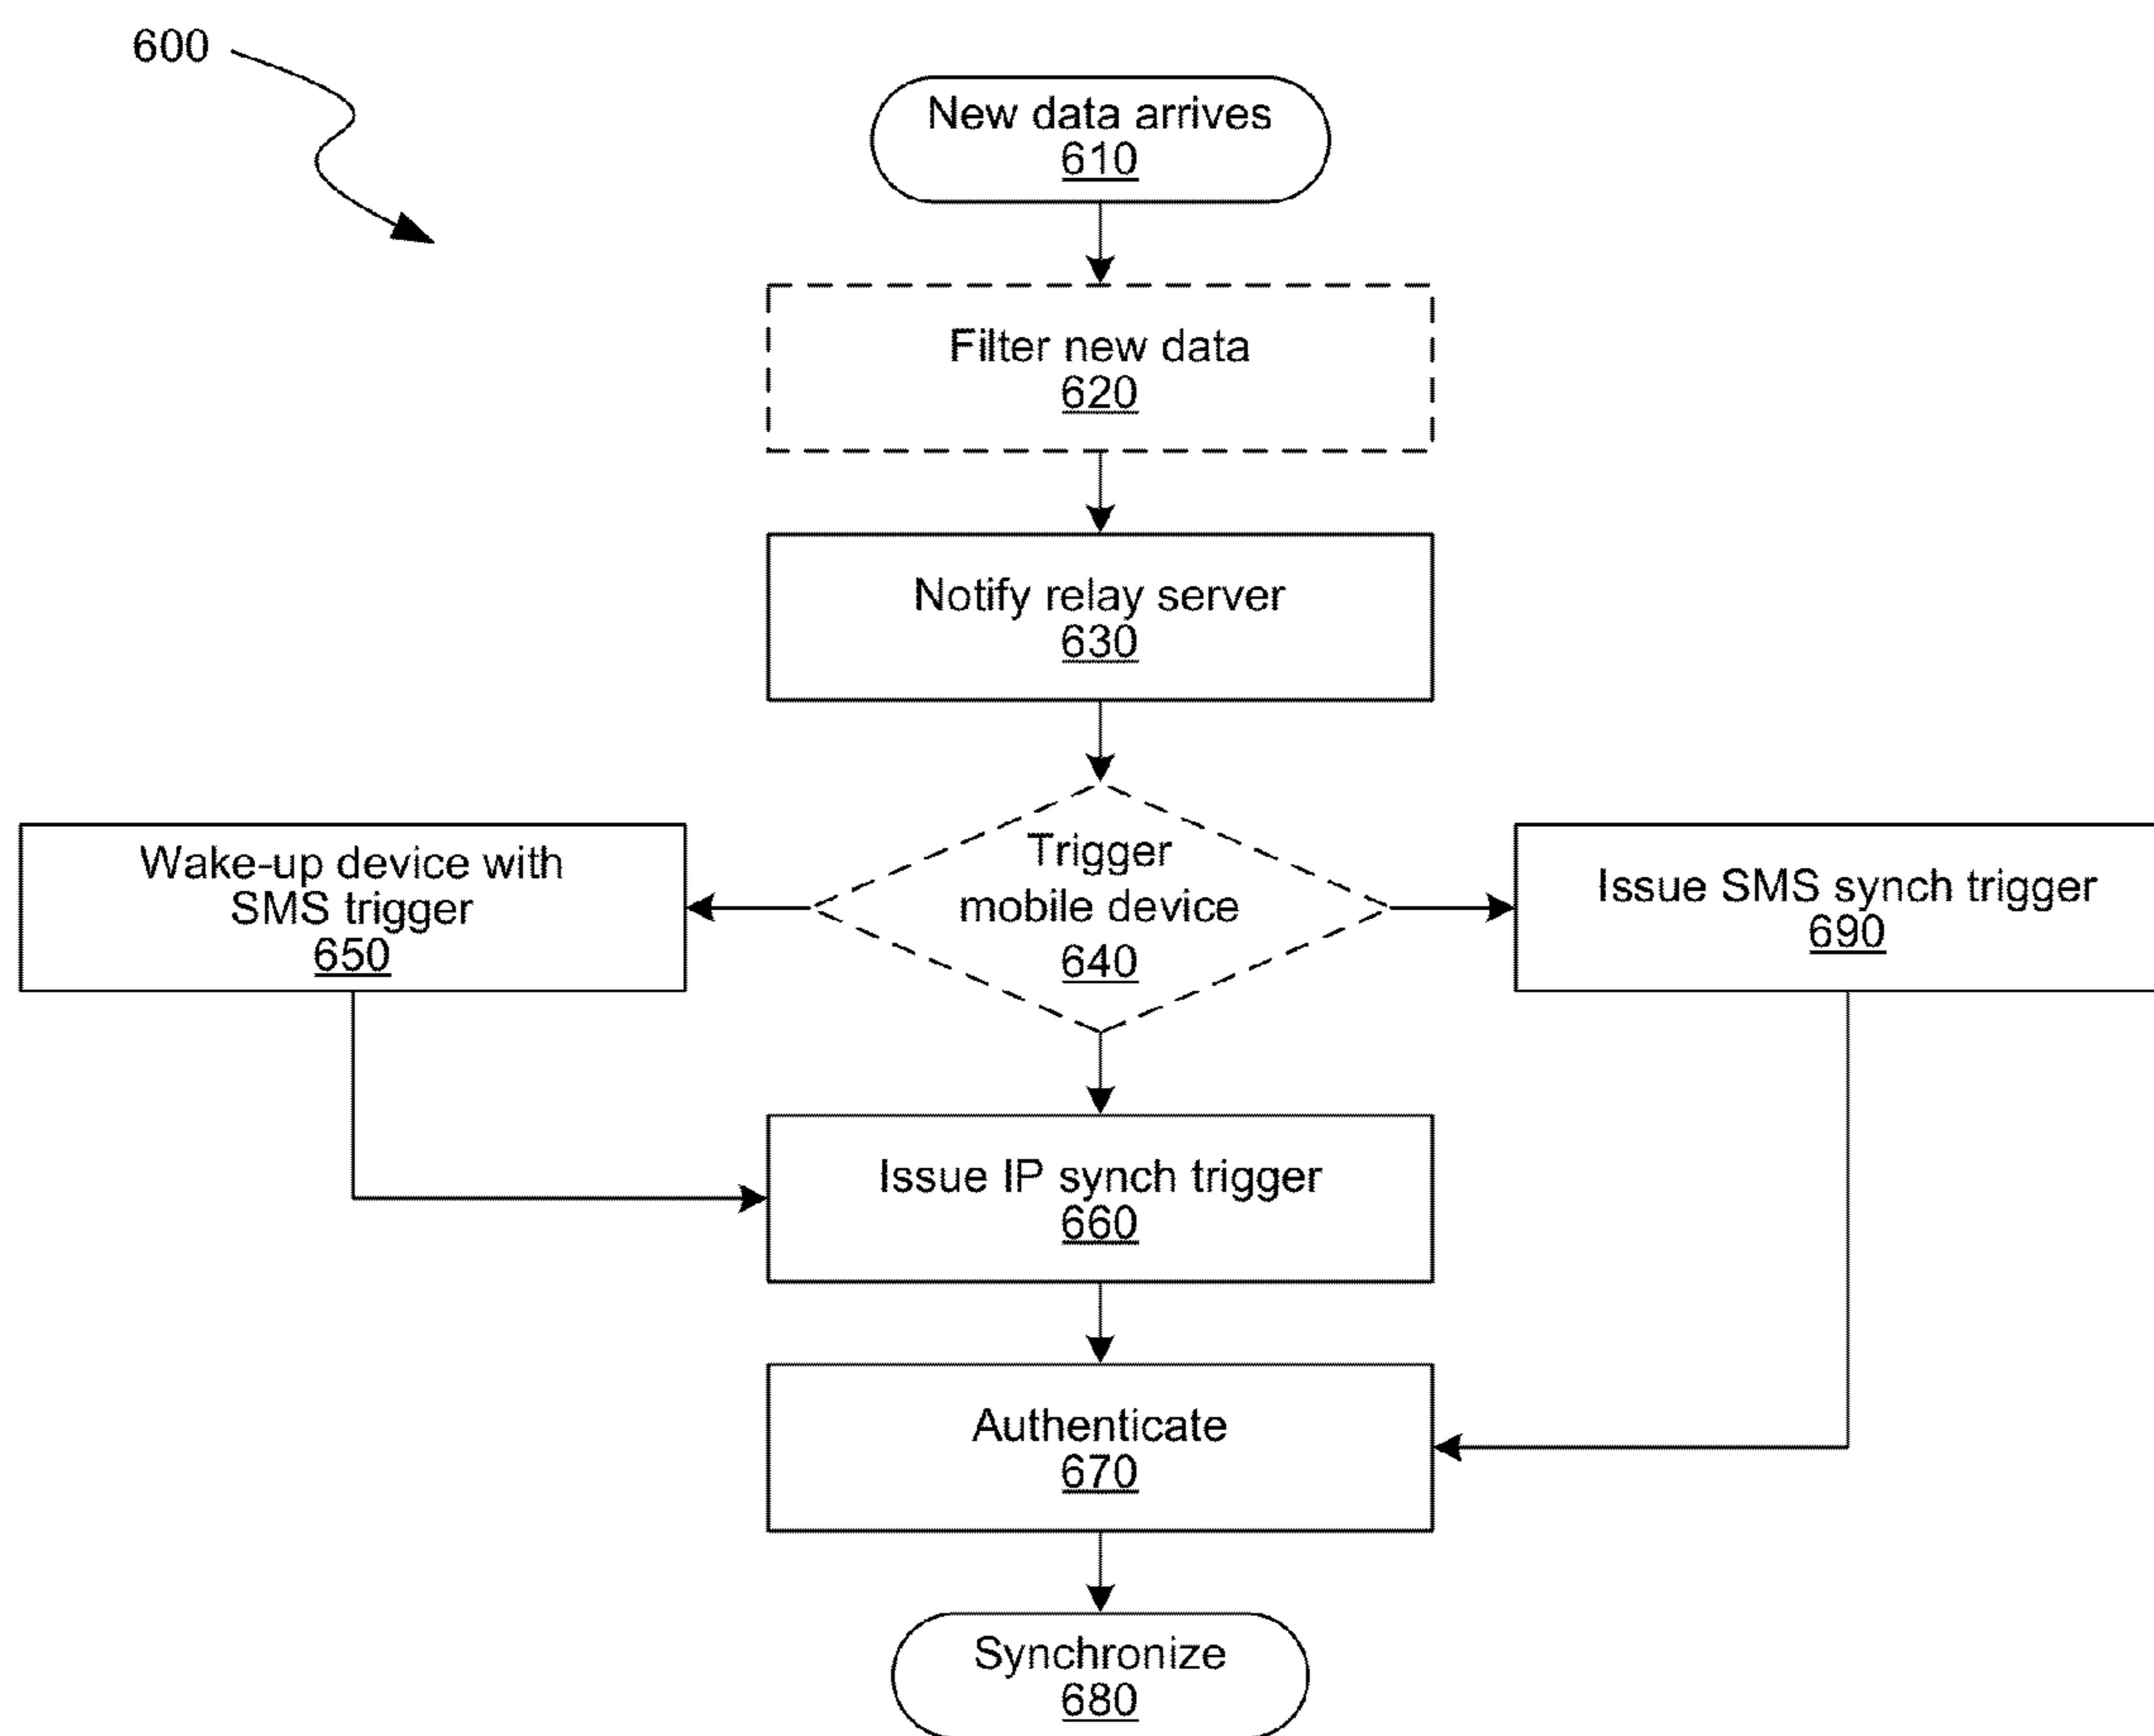 600
New data arrives
610
Filter new data
620
Notify relay server
630
Trigger
mobile device
640
Wake-up device with
SMS trigger
650
Issue SMS synch trigger
690
Issue IP synch trigger
660
Authenticate
670
Synchronize
680